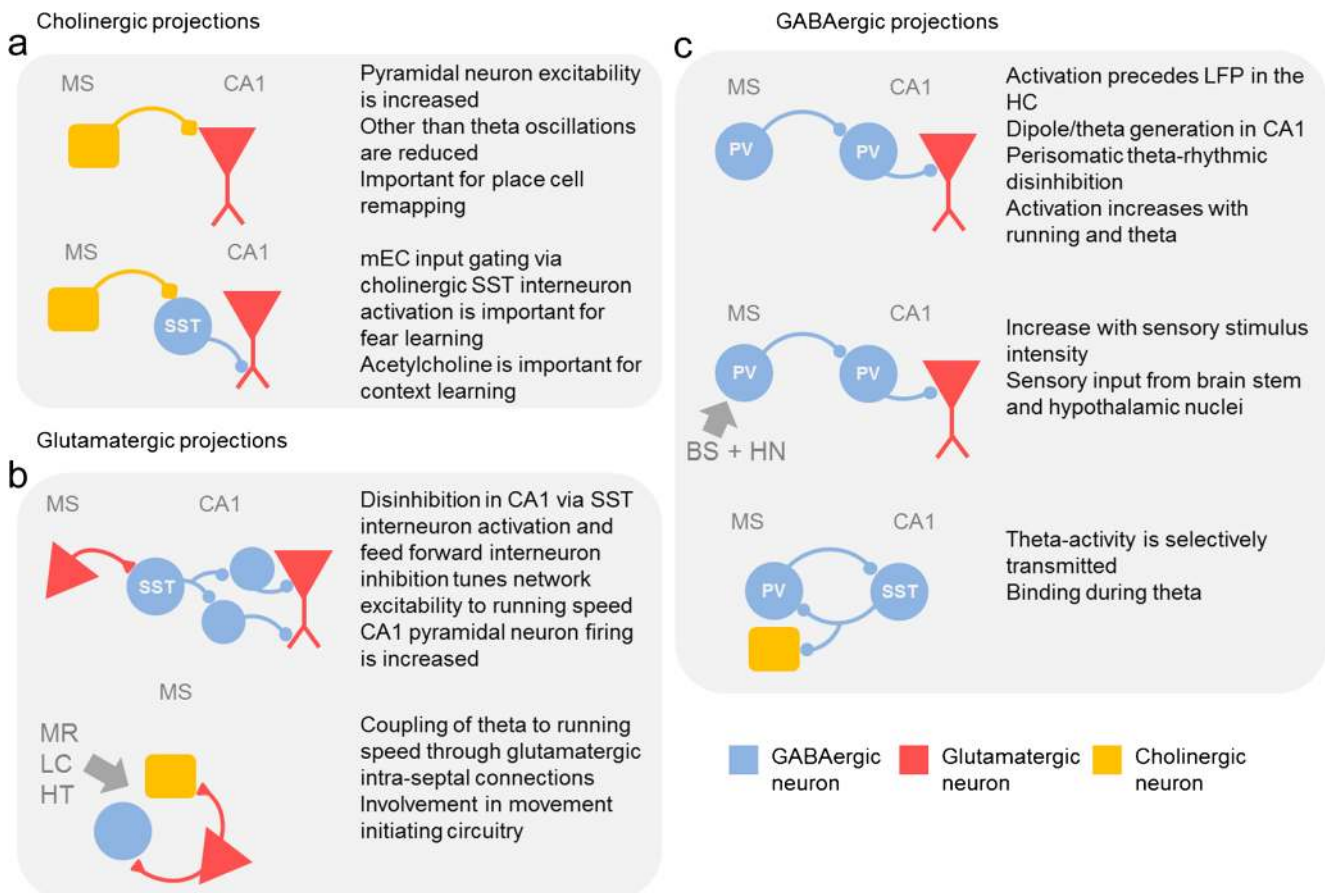 Cholinergic projections
a
MS
CA1
Pyramidal neuron excitability
is increased
Other than theta oscillations
are reduced
Important for place cell
remapping
MS
CA1
SST
mEC input gating via
cholinergic SST interneuron
activation is important for
fear learning
Acetylcholine is important for
context learning
Glutamatergic projections
b
MS
CA1
SST
Disinhibition in CA1 via SST
interneuron activation and
feed forward interneuron
inhibition tunes network
excitability to running speed
CA1 pyramidal neuron firing
is increased
MS
MR
LC
HT
Coupling of theta to running
speed through glutamatergic
intra-septal connections
Involvement in movement
initiating circuitry
GABAergic projections
c
MS
CA1
PV
PV
Activation precedes LFP in the
HC
Dipole/theta generation in CA1
Perisomatic theta-rhythmic
disinhibition
Activation increases with
running and theta
MS
CA1
PV
PV
BS + HN
Increase with sensory stimulus
intensity
Sensory input from brain stem
and hypothalamic nuclei
MS
CA1
PV
SST
Theta-activity is selectively
transmitted
Binding during theta
GABAergic
neuron
Glutamatergic
neuron
Cholinergic
neuron